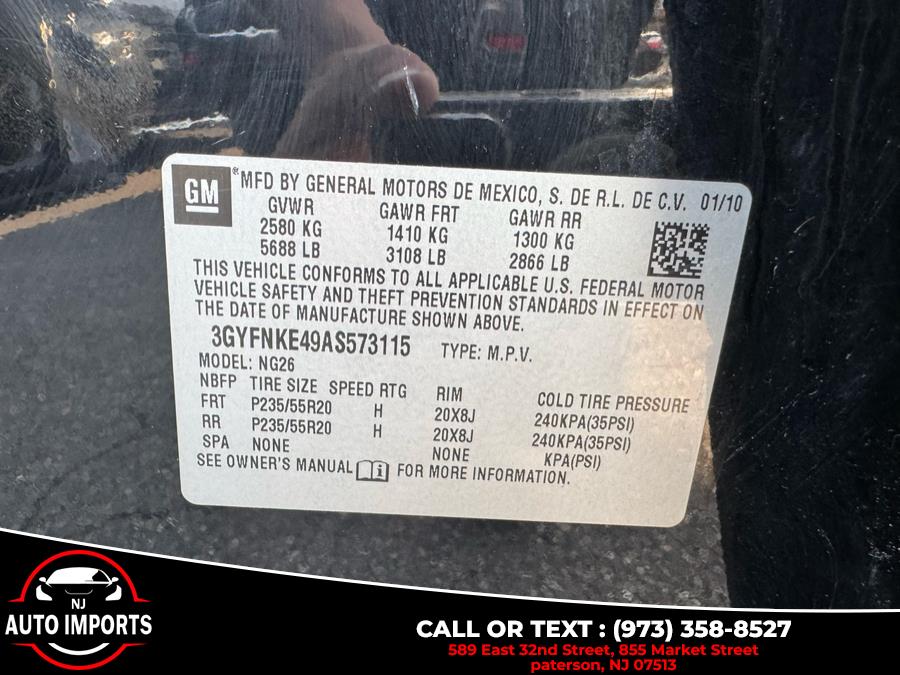 GM
®MFD BY GENERAL MOTORS DE MEXICO, S. DE R.L. DE C.V. 01/10
GVWR GAWR FRT GAWR RR
2580 KG 1410 KG 1300 KG
5688 LB 3108 LB 2866 LB
THIS VEHICLE CONFORMS TO ALL APPLICABLE U.S. FEDERAL MOTOR
VEHICLE SAFETY AND THEFT PREVENTION STANDARDS IN EFFECT ON
THE DATE OF MANUFACTURE SHOWN ABOVE.
3GYFNKE49AS573115 TYPE: M.P.V.
MODEL: NG26
NBFP TIRE SIZE SPEED RTG RIM COLD TIRE PRESSURE
FRT P235/55R20 H 20X8J 240KPA(35PSI)
RR P235/55R20 H 20X8J 240KPA(35PSI)
SPA NONE NONE KPA(PSI)
SEE OWNER'S MANUAL i FOR MORE INFORMATION.
NJ
AUTO IMPORTS
CALL OR TEXT : (973) 358-8527
589 East 32nd Street, 855 Market Street
paterson, NJ 07513